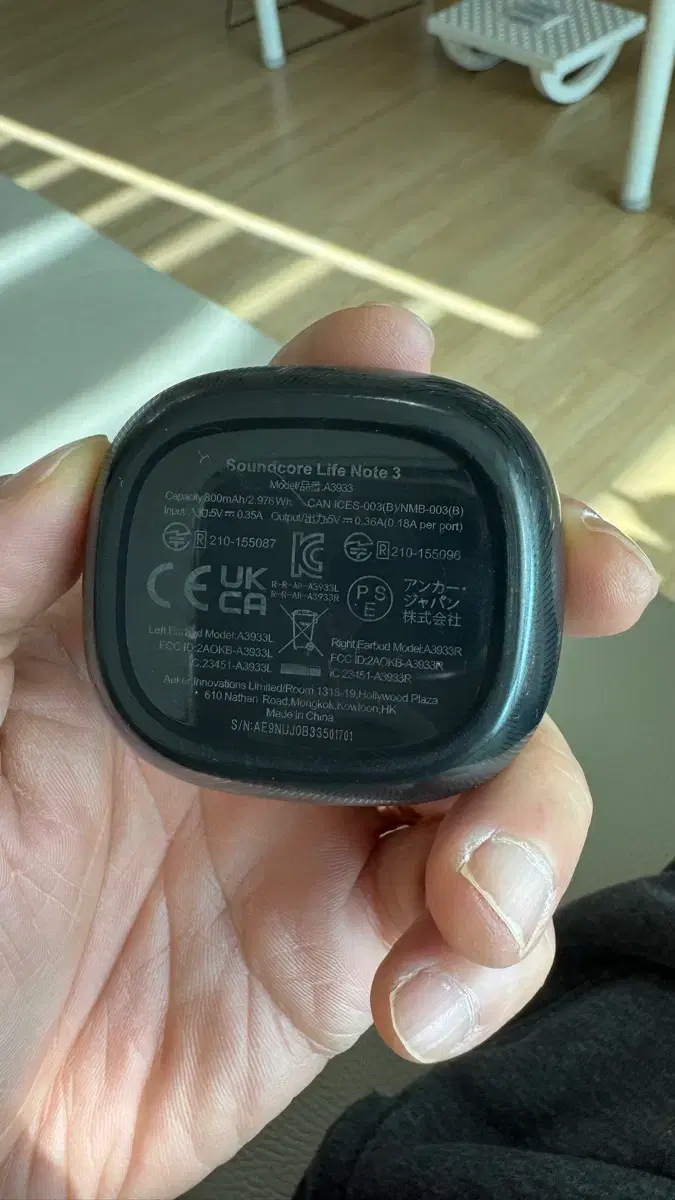 Soundcore Life Note 3
Model/品番:A3933
Capacity:800mAh/2.976Wh CAN ICES-003(B)/NMB-003(B)
Input/入力:5V⎓0.35A Output/出力:5V⎓0.36A(0.18A per port)
R 210-155087 R 210-155096
R-R-AR-A3933L
R-R-AR-A3933R
CE UK CA PSE アンカー・
ジャパン
株式会社
Left Earbud Model:A3933L Right Earbud Model:A3933R
FCC ID:2AOKB-A3933L FCC ID:2AOKB-A3933R
IC:23451-A3933L IC:23451-A3933R
Anker Innovations Limited/Room 1318-19,Hollywood Plaza
610 Nathan Road,Mongkok,Kowloon,HK
Made in China
S/N:AE9NUJ0B33501701